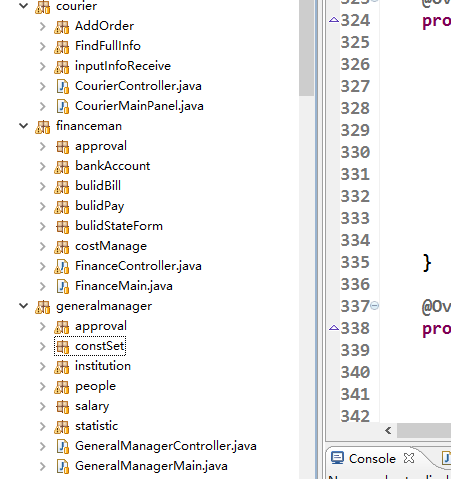 courier
AddOrder
FindFullInfo
inputInfoReceive
CourierController.java
CourierMainPanel.java
financeman
approval
bankAccount
bulidBill
bulidPay
bulidStateForm
costManage
FinanceController.java
FinanceMain.java
generalmanager
approval
constSet
institution
people
salary
statistic
GeneralManagerController.java
GeneralManagerMain.java
323 @Ov
324 pro
325
326
327
328
329
330
331
332
333
334
335 }
336
337 @Ov
338 pro
339
340
341
342
Console